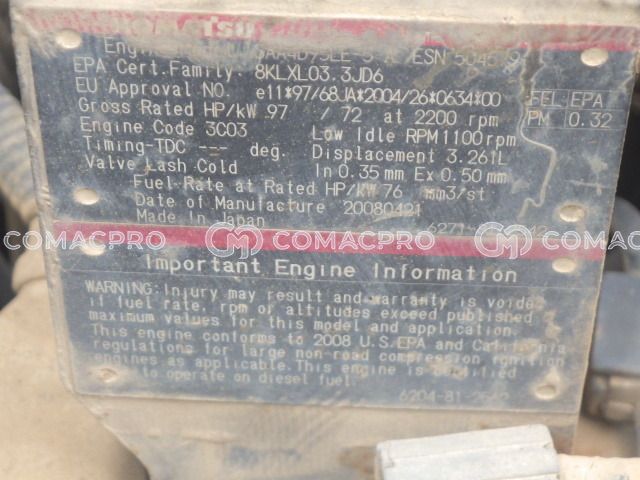 Engine SAA4D95LE-5 ESN 504579
EPA Cert.Family: 8KLXL03.3JD6
EU Approval NO. e11*97/68JA*2004/26*0634*00
Gross Rated HP/kW 97 / 72 at 2200 rpm
FEL EPA
PM 0.32
Engine Code 3C03 Low Idle RPM 1100 rpm
Timing-TDC --- deg. Displacement 3.261L
Valve Lash Cold In 0.35 mm Ex 0.50 mm
Fuel Rate at Rated HP/KW 76 mm3/st
Date of Manufacture 20080421
Made in Japan 6271-
COMACPRO COMACPRO COMACPRO
Important Engine Information
WARNING: Injury may result and warranty is voided
if fuel rate, rpm or altitudes exceed published
maximum values for this model and application.
This engine conforms to 2008 U.S.EPA and California
regulations for large non-road compression ignition
engines as applicable. This engine is certified
to operate on diesel fuel.
6204-81-